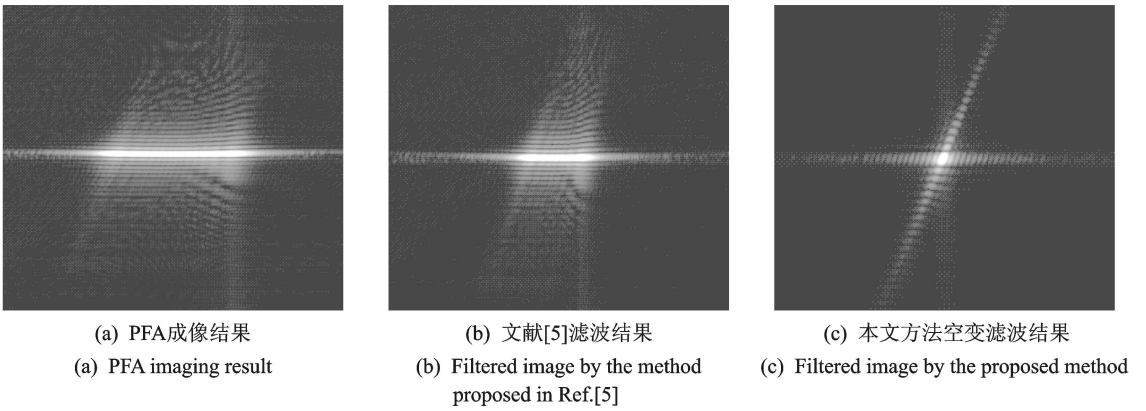 (a) PFA成像结果
(a) PFA imaging result
(b) 文献[5]滤波结果
(b) Filtered image by the method
proposed in Ref.[5]
(c) 本文方法空变滤波结果
(c) Filtered image by the proposed method